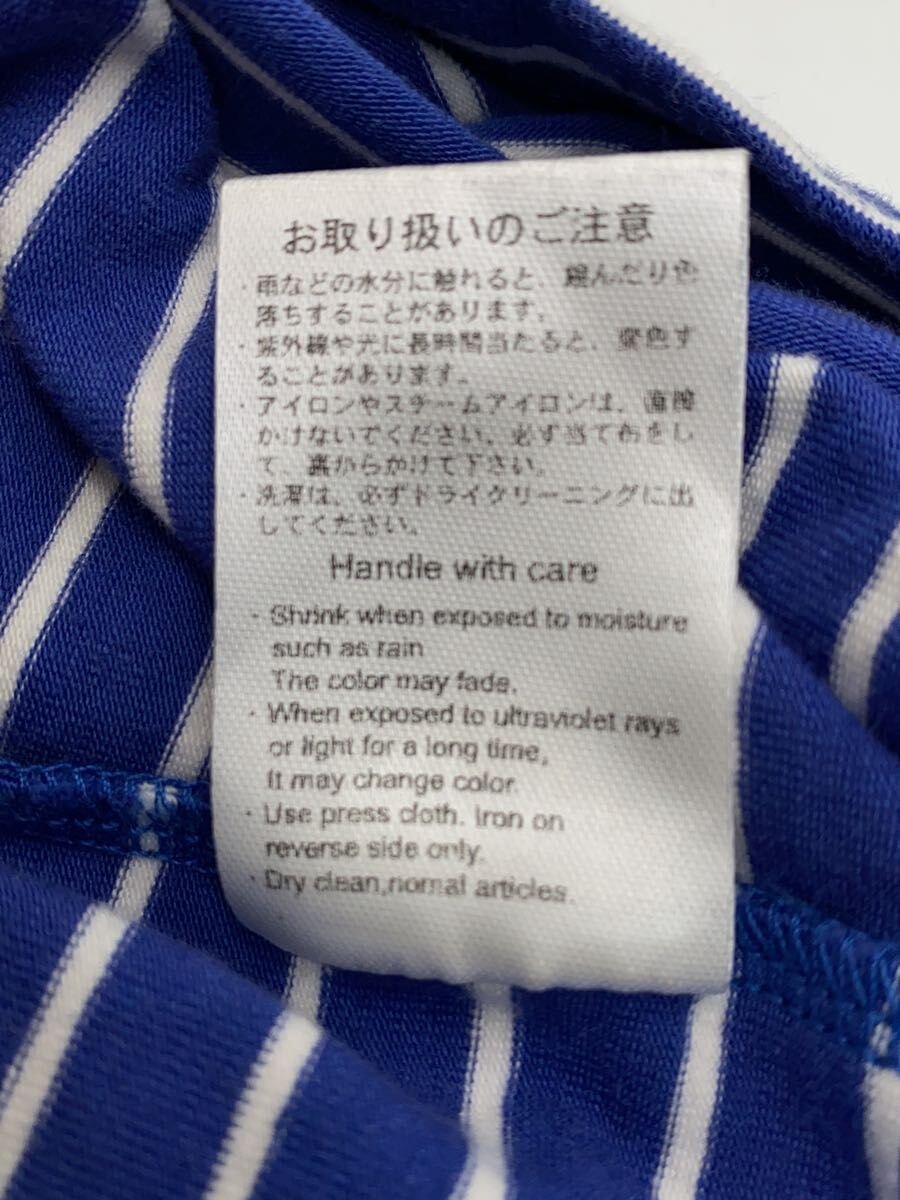 お取り扱いのご注意
・雨などの水分に触れると、縮んだり色
落ちすることがあります。
・紫外線や光に長時間当たると、変色す
ることがあります。
・アイロンやスチームアイロンは、直接
かけないでください。必ず当て布をし
て、裏からかけて下さい。
・洗濯は、必ずドライクリーニングに出
してください。
Handle with care
・Shrink when exposed to moisture
such as rain
The color may fade.
・When exposed to ultraviolet rays
or light for a long time,
It may change color.
・Use press cloth. Iron on
reverse side only.
・Dry clean,nomal articles.